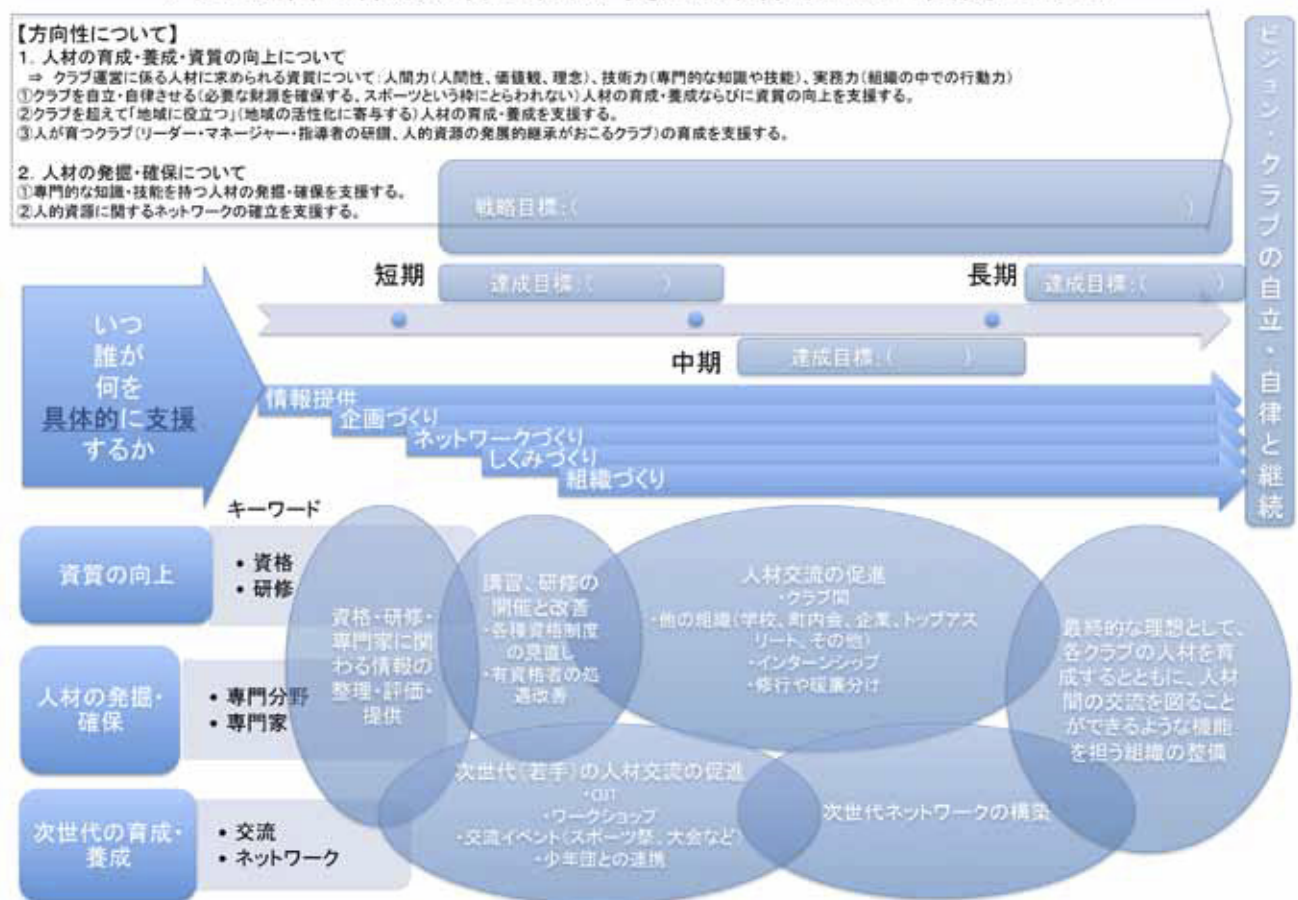 【方向性について】
1. 人材の育成・養成・資質の向上について
⇒ クラブ運営に係る人材に求められる資質について:人間力(人間性、価値観、理念)、技術力(専門的な知識や技能)、実務力(組織の中での行動力)
①クラブを自立・自律させる(必要な財源を確保する、スポーツという枠にとらわれない)人材の育成・養成ならびに資質の向上を支援する。
②クラブを超えて「地域に役立つ」(地域の活性化に寄与する)人材の育成・養成を支援する。
③人が育つクラブ(リーダー・マネージャー・指導者の研鑽、人的資源の発展的継承がおこるクラブ)の育成を支援する。
2. 人材の発掘・確保について
①専門的な知識・技能を持つ人材の発掘・確保を支援する。
②人的資源に関するネットワークの確立を支援する。
戦略目標:( )
ビジョン・クラブの自立・自律と継続
短期
達成目標:( )
長期
達成目標:( )
中期
達成目標:( )
いつ
誰が
何を
具体的に支援
するか
情報提供
企画づくり
ネットワークづくり
しくみづくり
組織づくり
キーワード
資質の向上
• 資格
• 研修
人材の発掘・
確保
• 専門分野
• 専門家
次世代の育成・
養成
• 交流
• ネットワーク
資格・研修・
専門家に関
わる情報の
整理・評価・
提供
講習、研修の
開催と改善
・各種資格制度
の見直し
・有資格者の処
遇改善
人材交流の促進
・クラブ間
・他の組織(学校、町内会、企業、トップアス
リート、その他)
・インターンシップ
・修行や暖簾分け
次世代(若手)の人材交流の促進
・OJT
・ワークショップ
・交流イベント(スポーツ祭、大会など)
・少年団との連携
次世代ネットワークの構築
最終的な理想として、
各クラブの人材を育
成するとともに、人材
間の交流を図ること
ができるような機能
を担う組織の整備